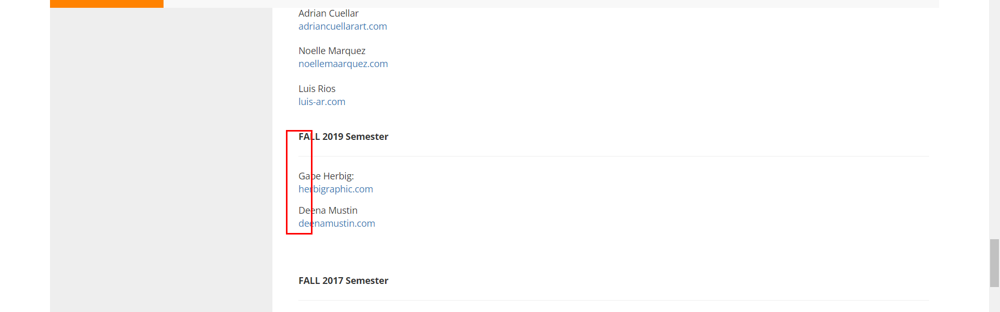 Adrian Cuellar
adriancuellarart.com
Noelle Marquez
noellemaarquez.com
Luis Rios
luis-ar.com
FALL 2019 Semester
Gabe Herbig:
herbigraphic.com
Deena Mustin
deenamustin.com
FALL 2017 Semester